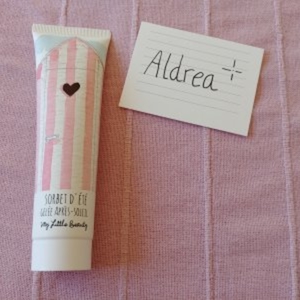 SORBET D'ÉTÉ
GELÉE APRÈS-SOLEIL
My Little Beauty
Aldrea